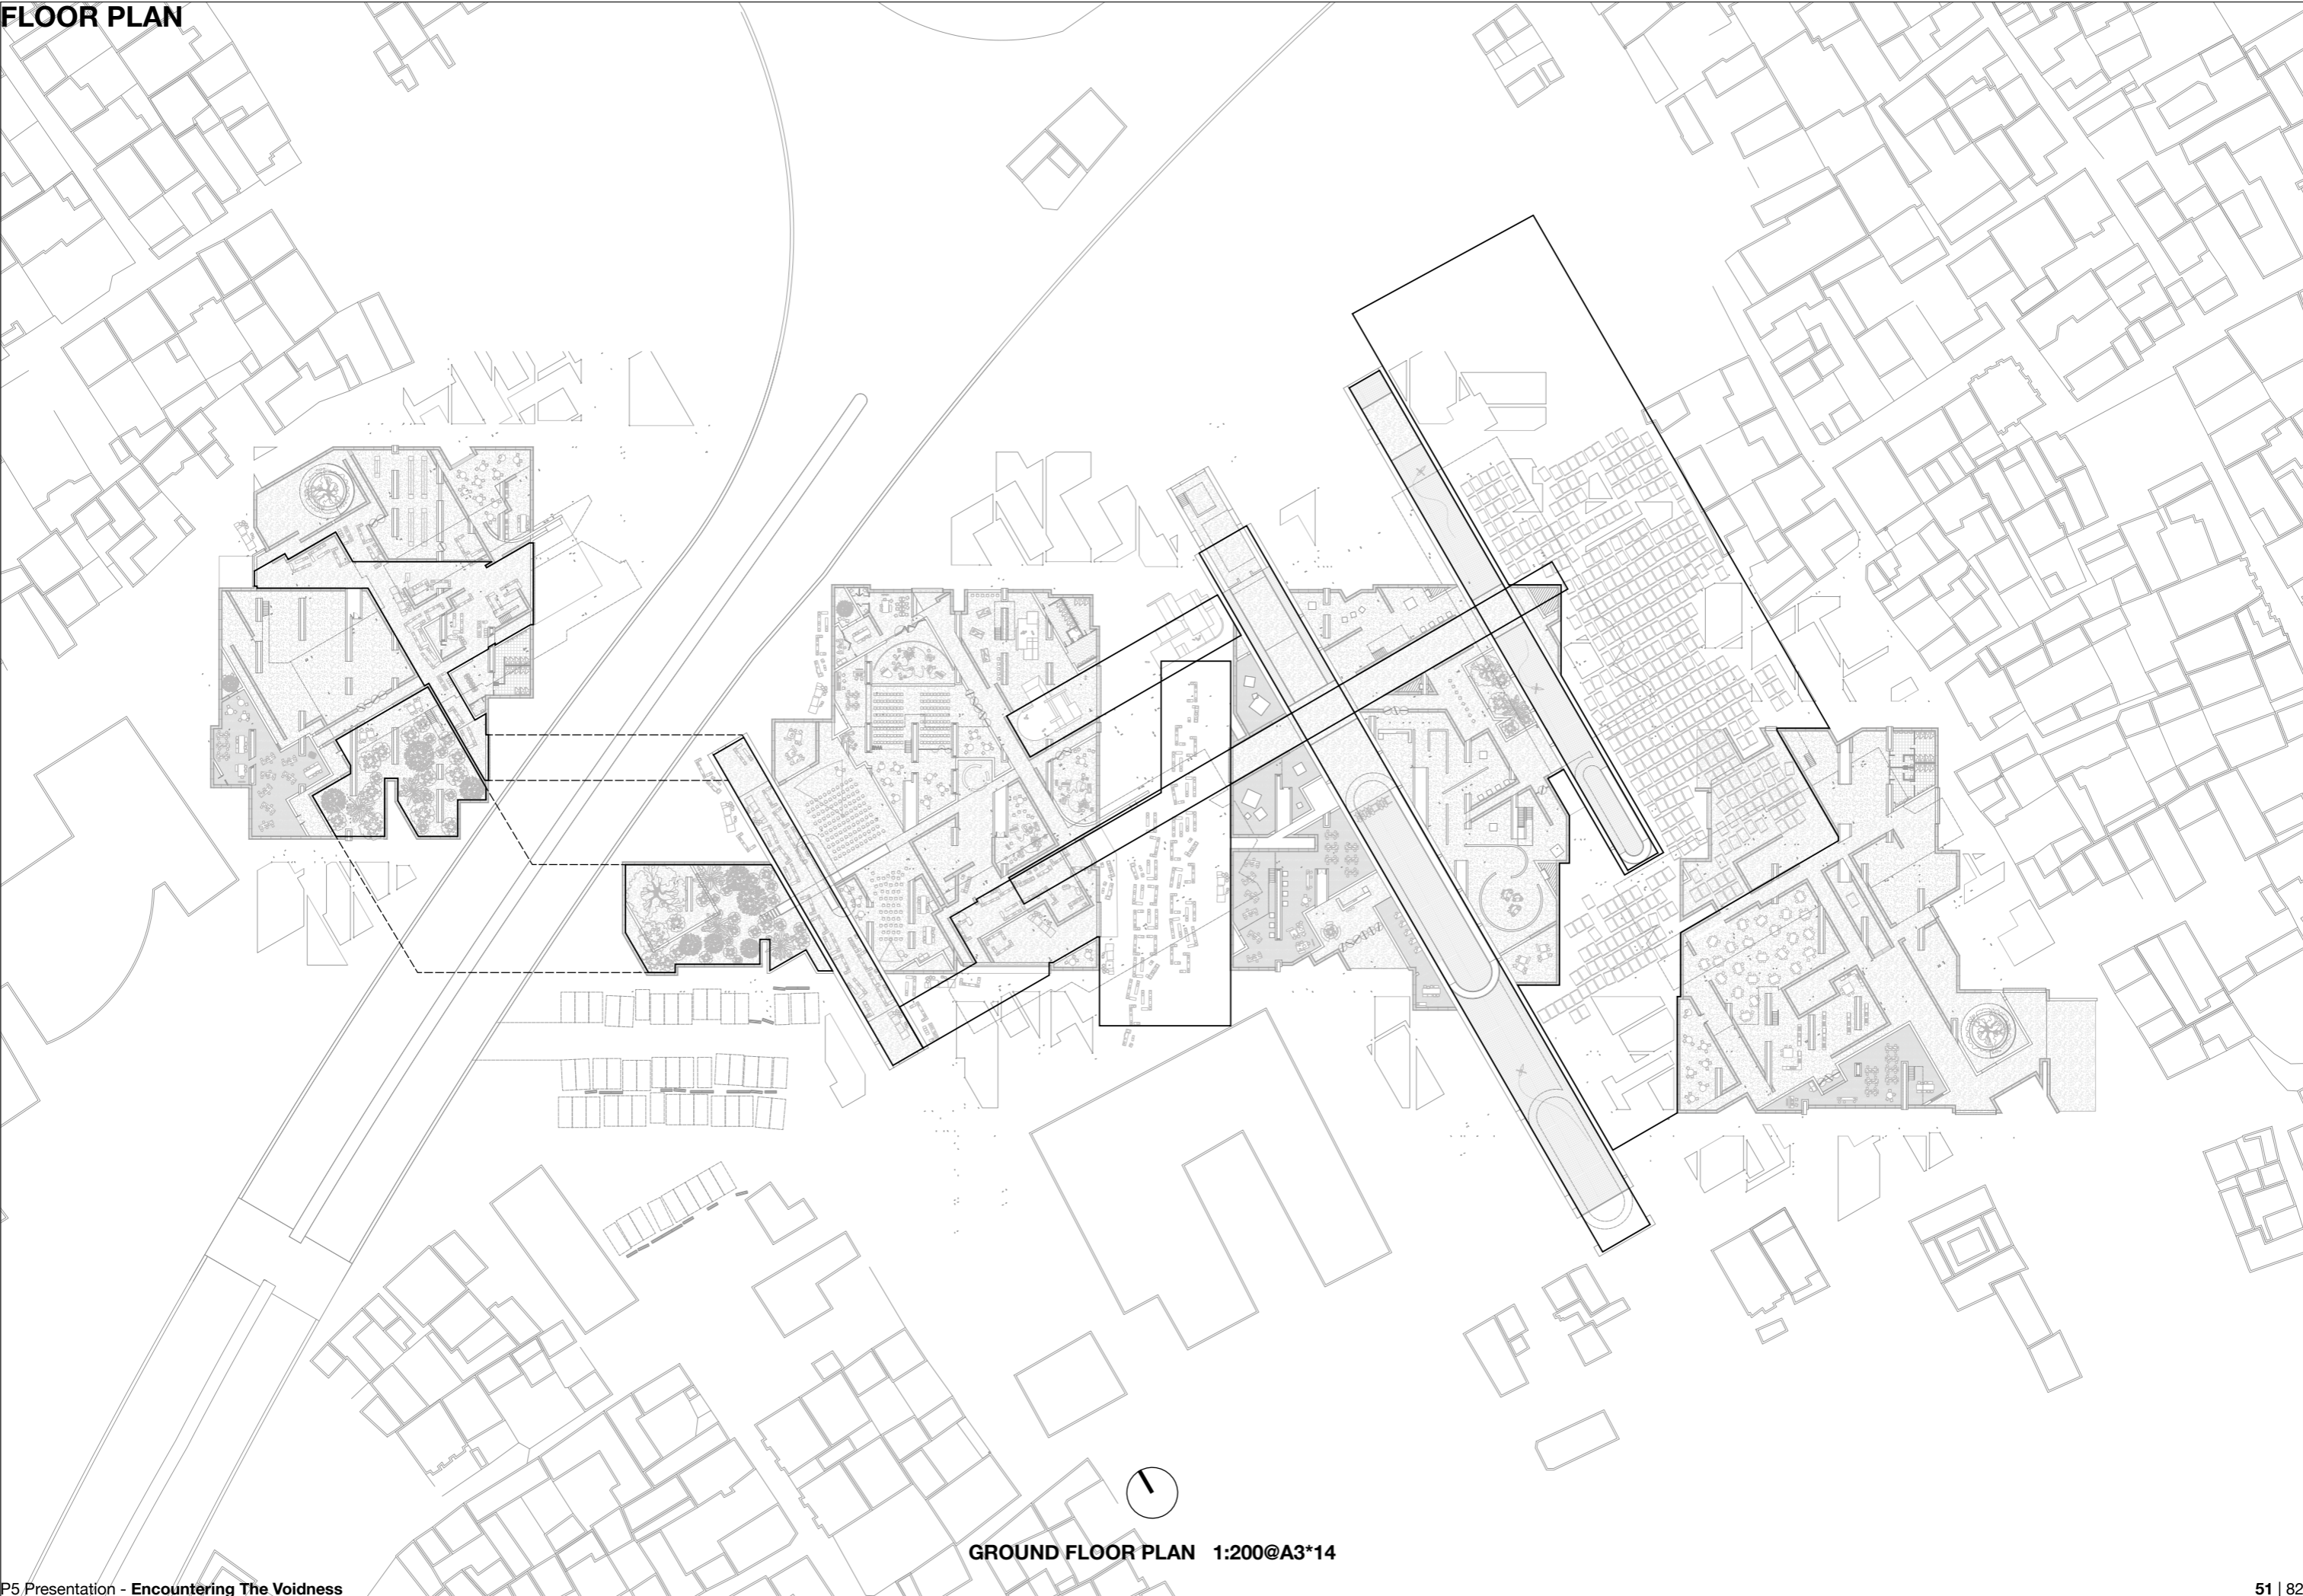 FLOOR PLAN
GROUND FLOOR PLAN 1:200@A3*14
P5 Presentation - Encountering The Voidness
51 | 82